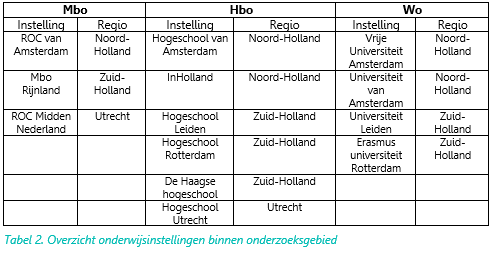 Mbo Hbo Wo
Instelling Regio Instelling Regio Instelling Regio
ROC van Noord- Hogeschool van Noord-Holland Vrije Noord-
Amsterdam Holland Amsterdam Universiteit Holland
Amsterdam
Mbo Zuid- InHolland Noord-Holland Universiteit Noord-
Rijnland Holland van Holland
Amsterdam
ROC Midden Utrecht Hogeschool Zuid-Holland Universiteit Zuid-
Nederland Leiden Leiden Holland
Hogeschool Zuid-Holland Erasmus Zuid-
Rotterdam universiteit Holland
Rotterdam
De Haagse Zuid-Holland
hogeschool
Hogeschool Utrecht
Utrecht
Tabel 2. Overzicht onderwijsinstellingen binnen onderzoeksgebied